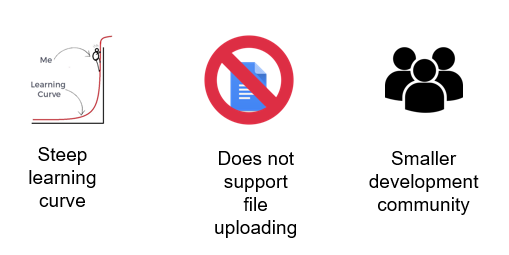 Me
Learning
Curve
Steep
learning
curve
Does not
support
file
uploading
Smaller
development
community